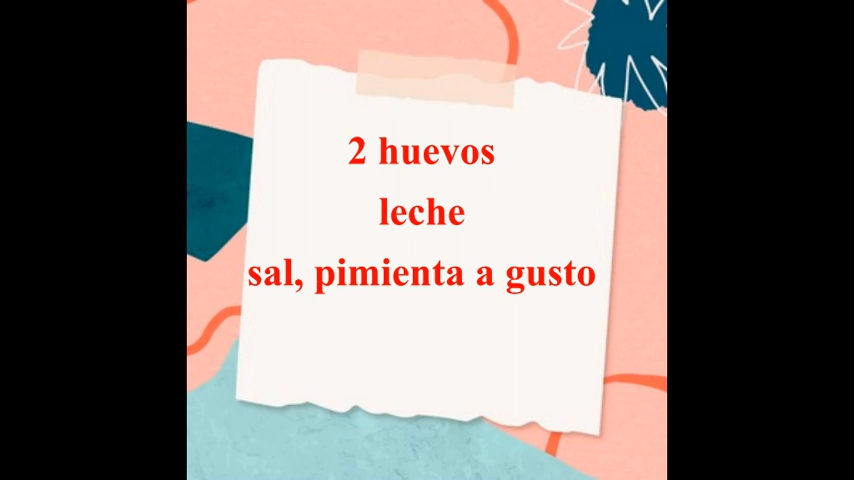 2 huevos
leche
sal, pimienta a gusto